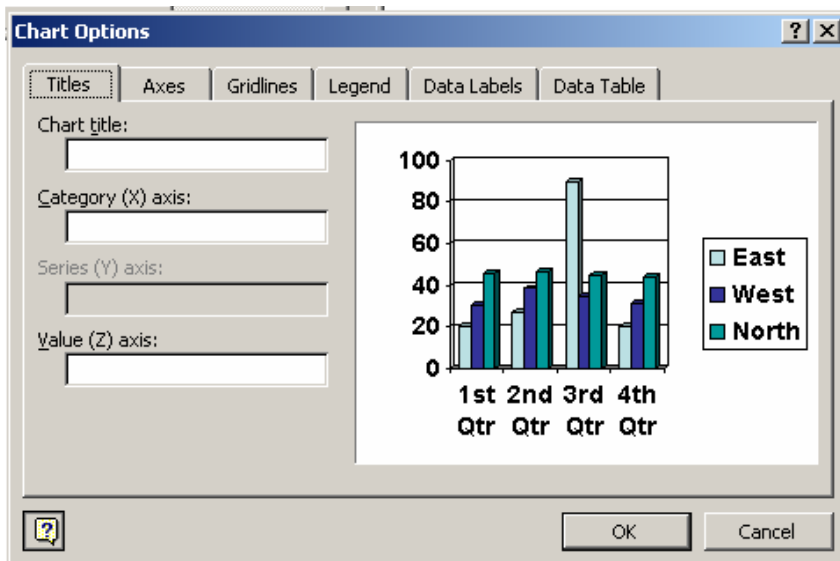 Chart Options
Titles Axes Gridlines Legend Data Labels Data Table
Chart title:
Category (X) axis:
Series (Y) axis:
Value (Z) axis:
100
80
60
40
20
0
1st 2nd 3rd 4th
Qtr Qtr Qtr Qtr
East
West
North
OK Cancel